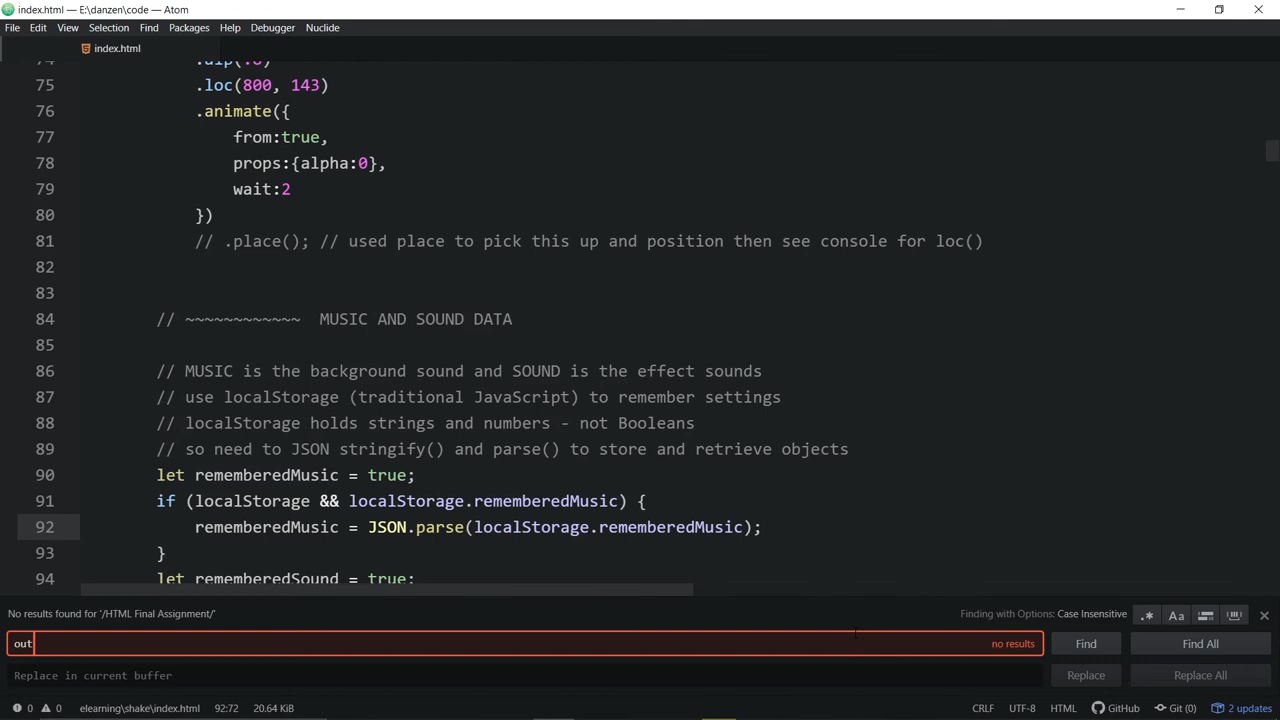 index.html — E:\danzen\code — Atom
File Edit View Selection Find Packages Help Debugger Nuclide
index.html
74 .alp(.8)
75 .loc(800, 143)
76 .animate({
77 from:true,
78 props:{alpha:0},
79 wait:2
80 })
81 // .place(); // used place to pick this up and position then see console for loc()
82
83
84 // ~~~~~~~~~~~~ MUSIC AND SOUND DATA
85
86 // MUSIC is the background sound and SOUND is the effect sounds
87 // use localStorage (traditional JavaScript) to remember settings
88 // localStorage holds strings and numbers - not Booleans
89 // so need to JSON stringify() and parse() to store and retrieve objects
90 let rememberedMusic = true;
91 if (localStorage && localStorage.rememberedMusic) {
92 rememberedMusic = JSON.parse(localStorage.rememberedMusic);
93 }
94 let rememberedSound = true;
No results found for '/HTML Final Assignment/' Finding with Options: Case Insensitive .* Aa
out no results Find Find All
Replace in current buffer Replace Replace All
0 0 elearning\shake\index.html 92:72 20.64 KiB CRLF UTF-8 HTML GitHub Git (0) 2 updates